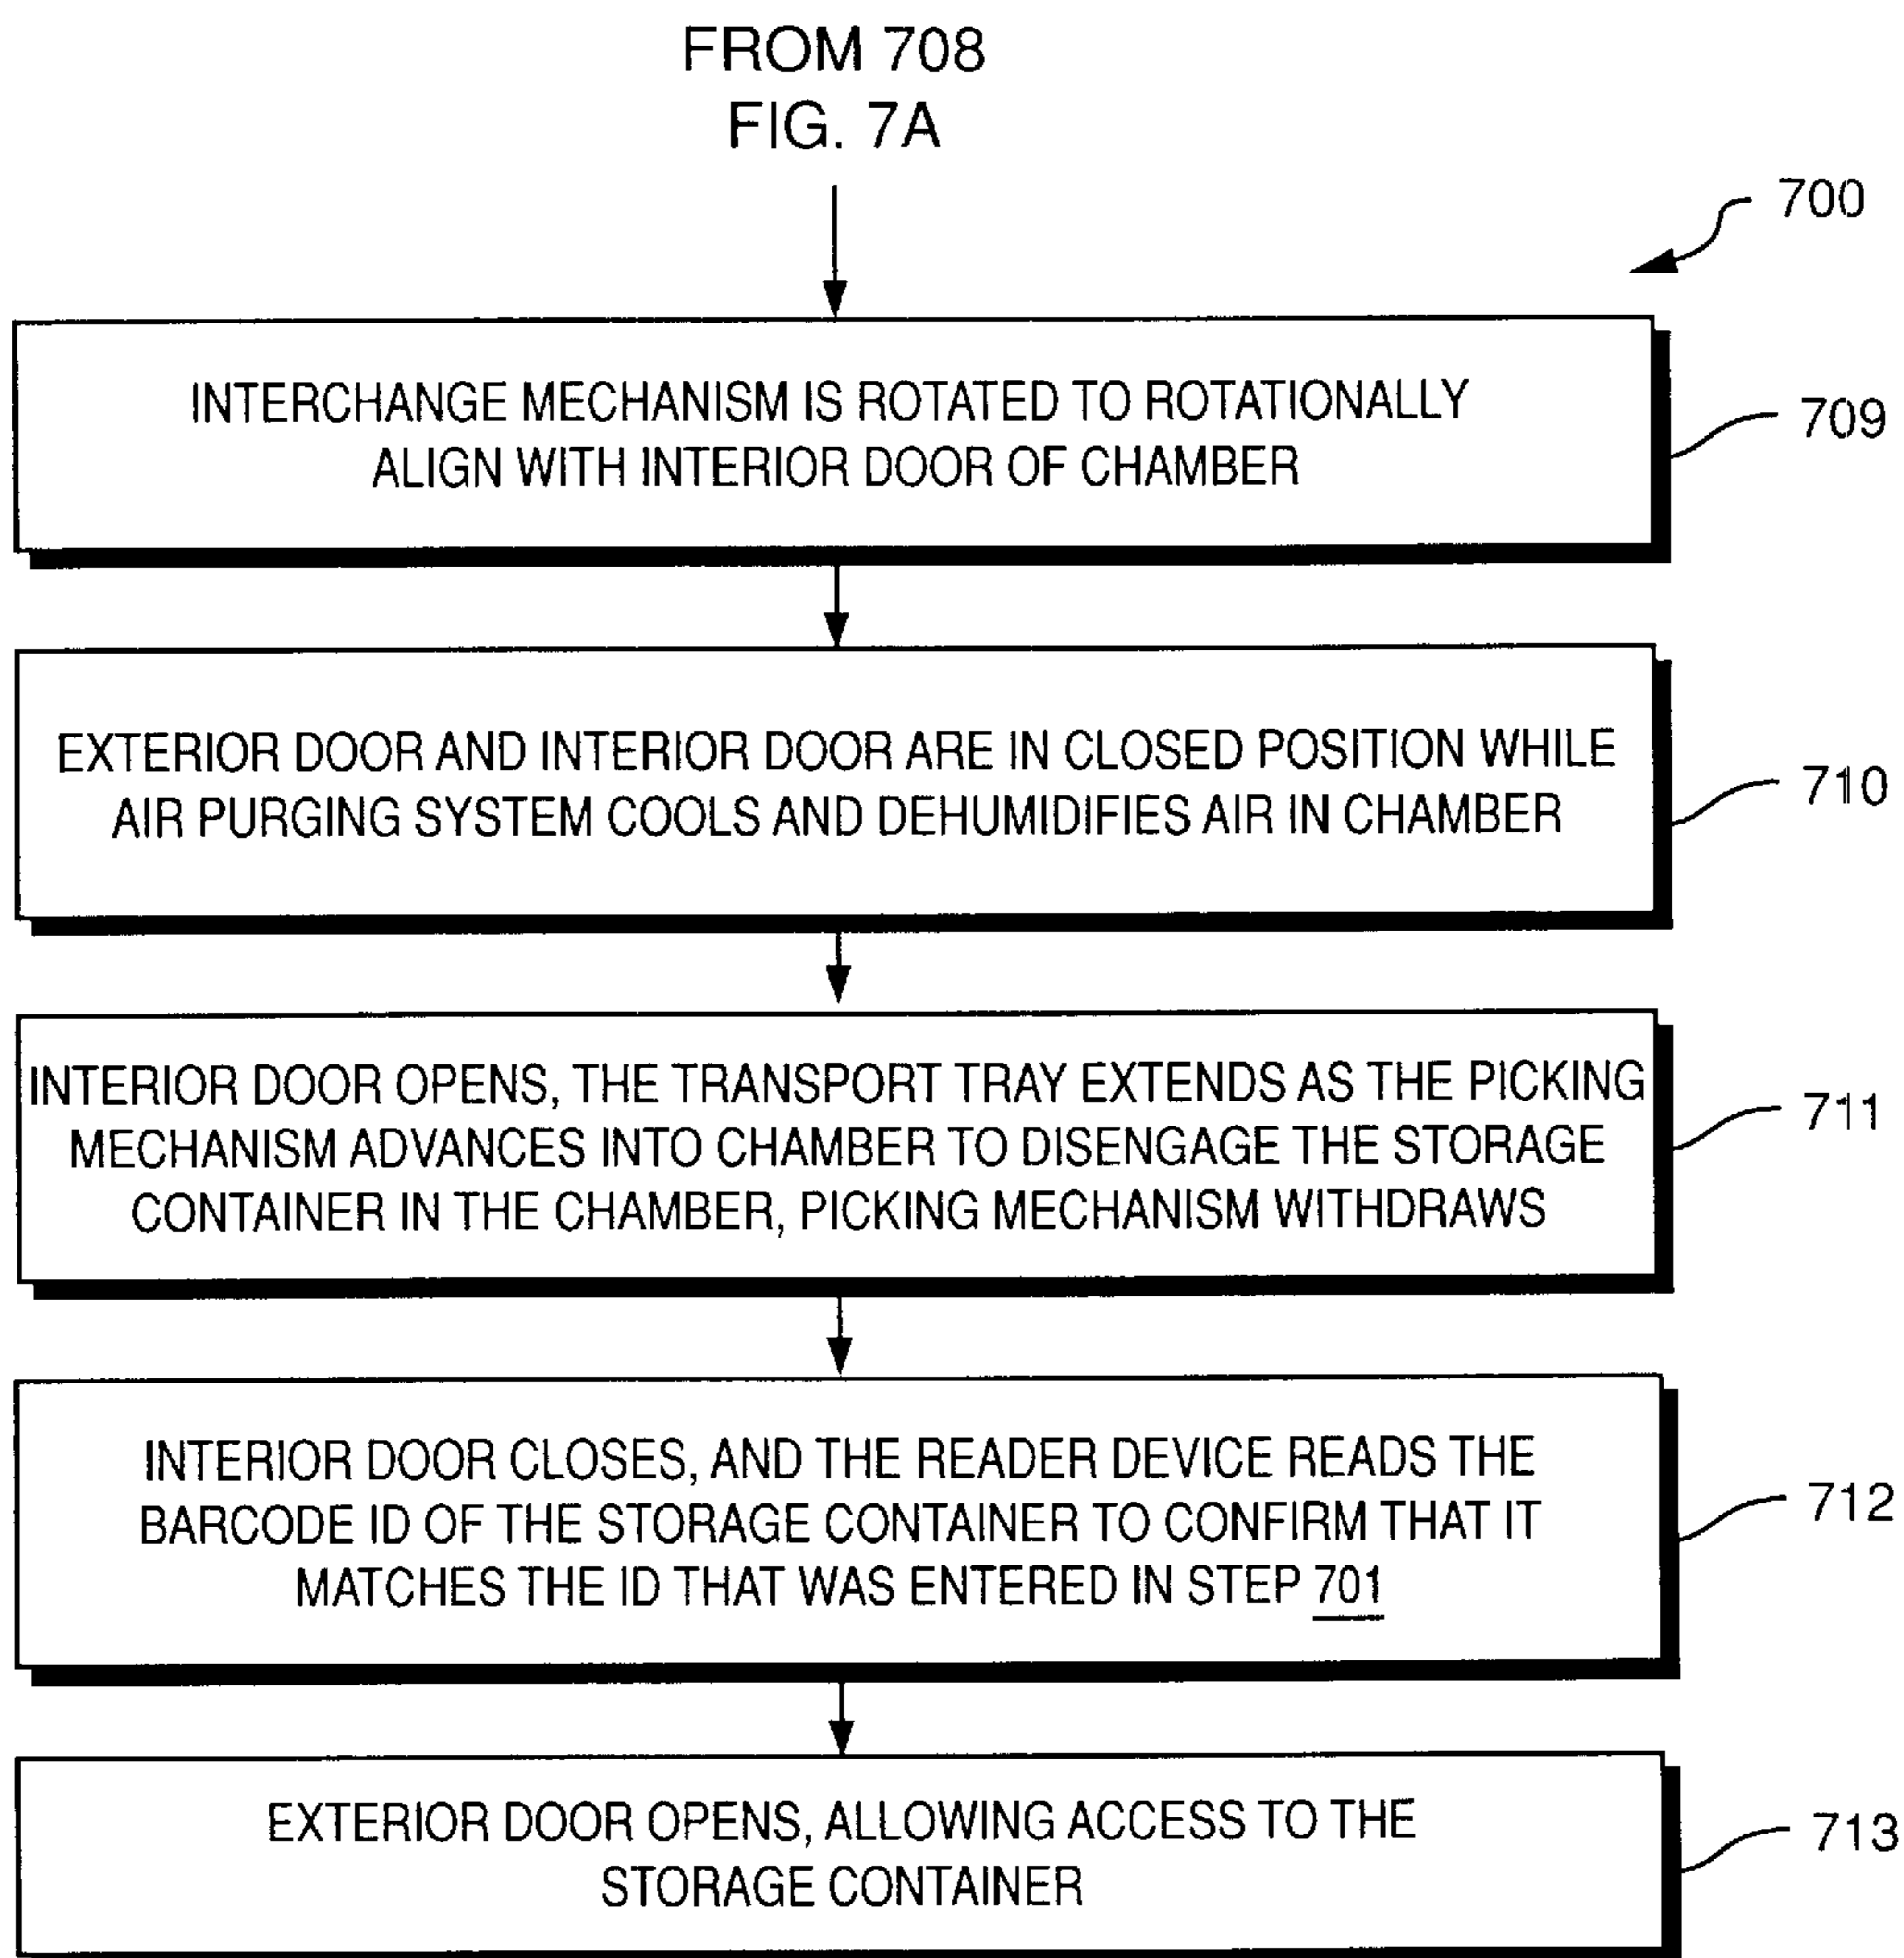 FROM 708
FIG. 7A
700
INTERCHANGE MECHANISM IS ROTATED TO ROTATIONALLY
ALIGN WITH INTERIOR DOOR OF CHAMBER
709
EXTERIOR DOOR AND INTERIOR DOOR ARE IN CLOSED POSITION WHILE
AIR PURGING SYSTEM COOLS AND DEHUMIDIFIES AIR IN CHAMBER
710
INTERIOR DOOR OPENS, THE TRANSPORT TRAY EXTENDS AS THE PICKING
MECHANISM ADVANCES INTO CHAMBER TO DISENGAGE THE STORAGE
CONTAINER IN THE CHAMBER, PICKING MECHANISM WITHDRAWS
711
INTERIOR DOOR CLOSES, AND THE READER DEVICE READS THE
BARCODE ID OF THE STORAGE CONTAINER TO CONFIRM THAT IT
MATCHES THE ID THAT WAS ENTERED IN STEP 701
712
EXTERIOR DOOR OPENS, ALLOWING ACCESS TO THE
STORAGE CONTAINER
713